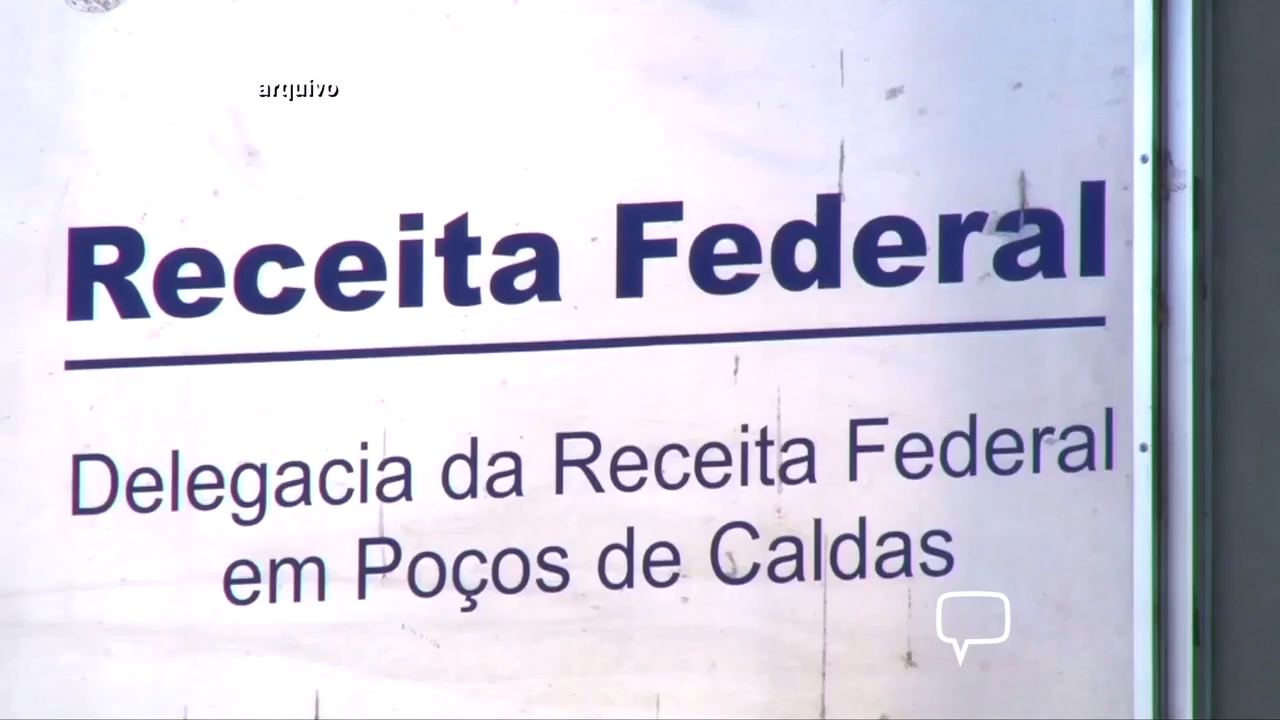 arquivo
Receita Federal
Delegacia da Receita Federal
em Poços de Caldas